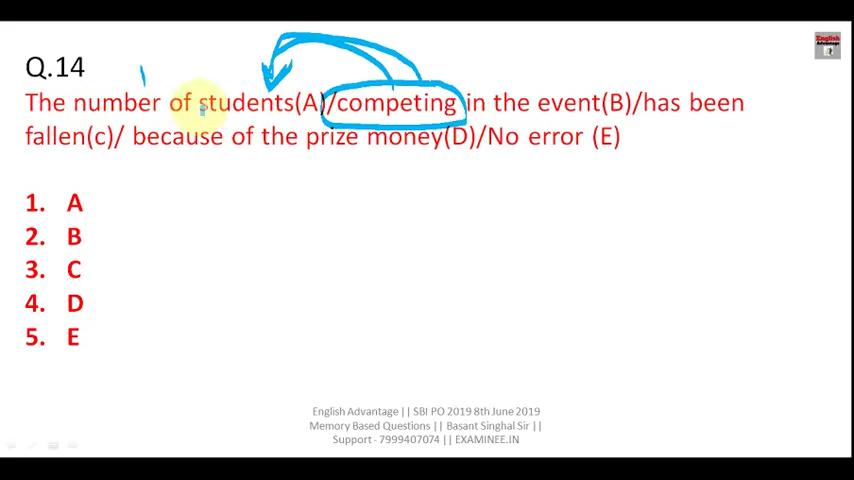 English
Advantage
Q.14
The number of students(A)/competing in the event(B)/has been
fallen(c)/ because of the prize money(D)/No error (E)
1. A
2. B
3. C
4. D
5. E
English Advantage || SBI PO 2019 8th June 2019
Memory Based Questions || Basant Singhal Sir ||
Support - 7999407074 || EXAMINEE.IN